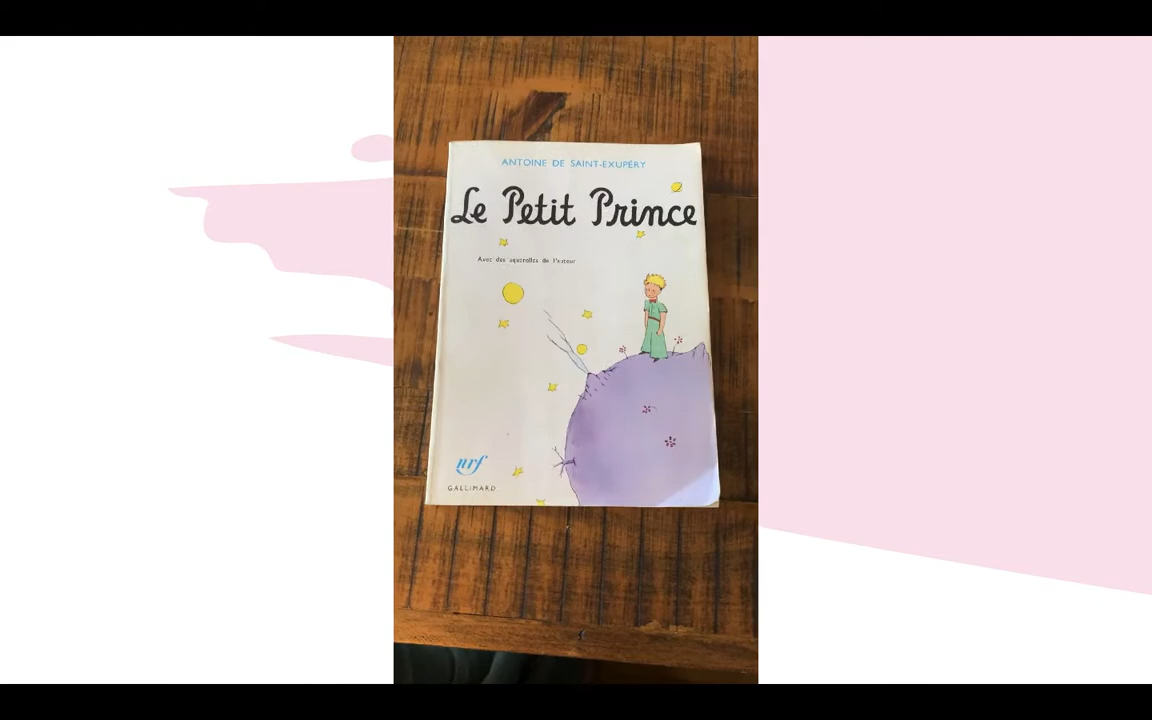 ANTOINE DE SAINT-EXUPÉRY
Le Petit Prince
Avec des aquarelles de l'auteur
nrf
GALLIMARD